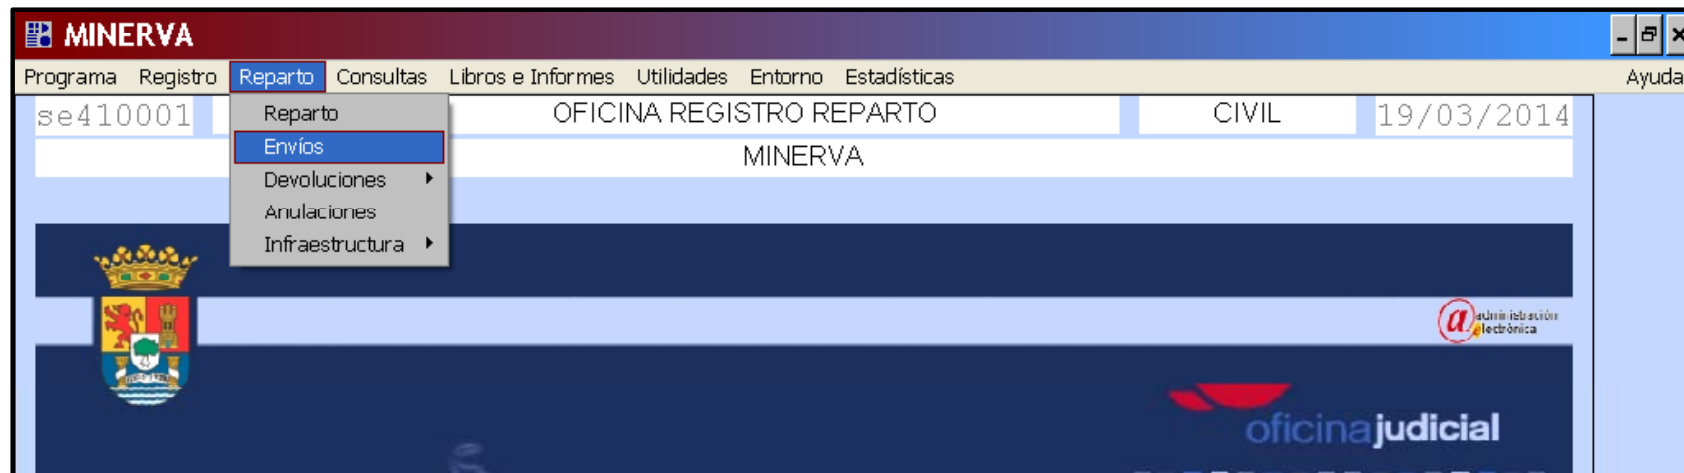 MINERVA
Programa Registro Reparto Consultas Libros e Informes Utilidades Entorno Estadísticas Ayuda
se410001 OFICINA REGISTRO REPARTO CIVIL 19/03/2014
MINERVA
Reparto
Envíos
Devoluciones
Anulaciones
Infraestructura
administración
electrónica
oficinajudicial